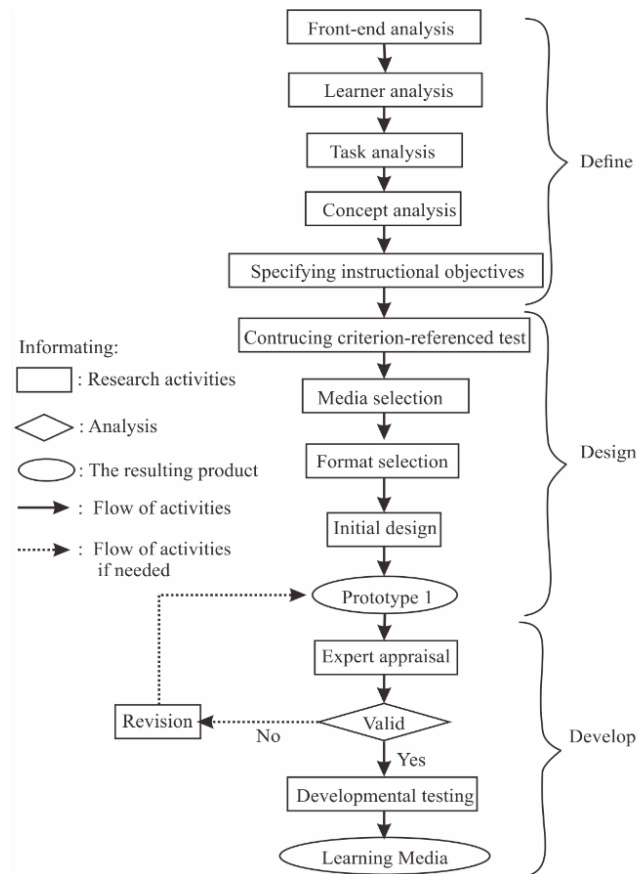 Front-end analysis
Learner analysis
Task analysis
Define
Concept analysis
Specifying instructional objectives
Contrucing criterion-referenced test
Informating:
: Research activities
Media selection
: Analysis
Format selection
Design
: The resulting product
: Flow of activities
Initial design
: Flow of activities
if needed
Prototype 1
Expert appraisal
Revision
No
Valid
Develop
Yes
Developmental testing
Learning Media